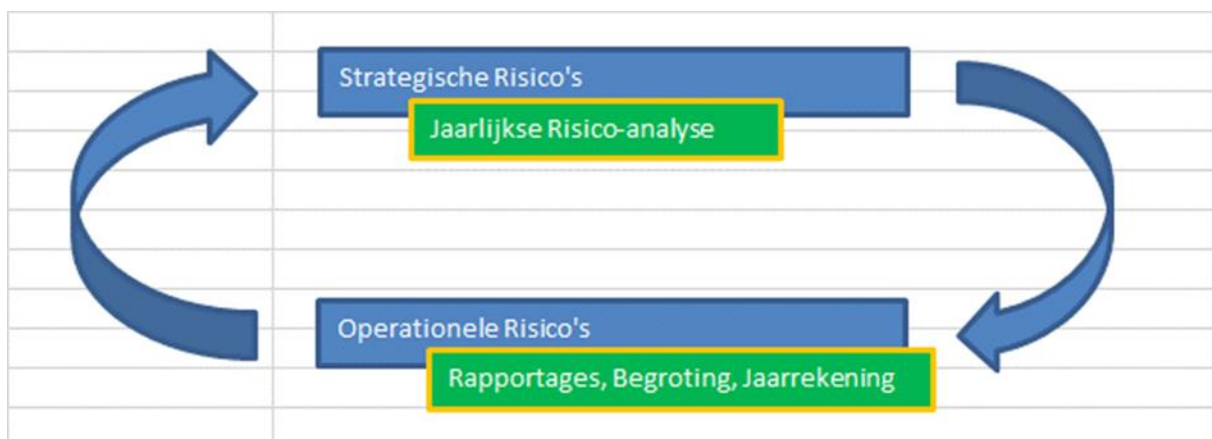 Strategische Risico's
Jaarlijkse Risico-analyse
Operationele Risico's
Rapportages, Begroting, Jaarrekening